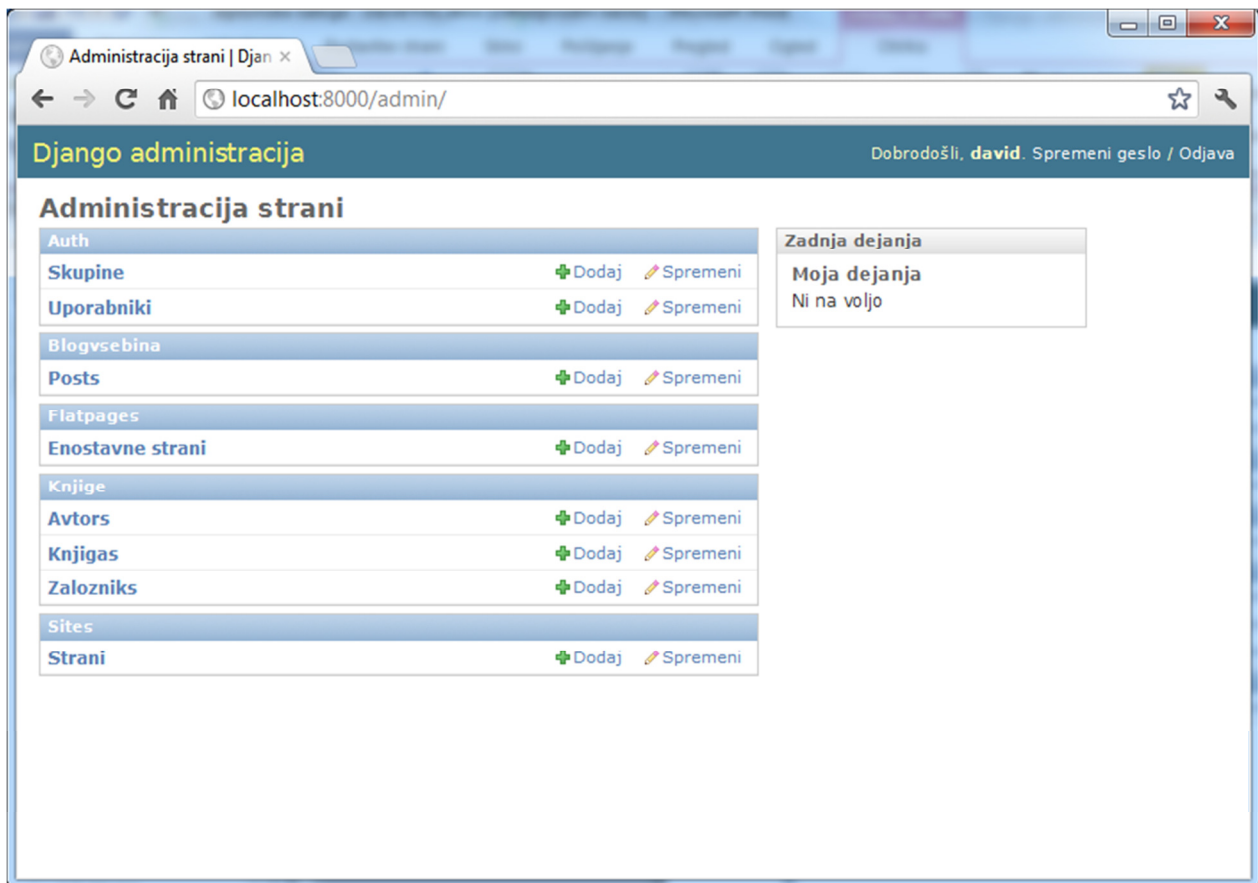 Administracija strani | Djan
localhost:8000/admin/
Django administracija
Dobrodošli, david. Spremeni geslo / Odjava
Administracija strani
Auth
Skupine Dodaj Spremeni
Uporabniki Dodaj Spremeni
Blogvsebina
Posts Dodaj Spremeni
Flatpages
Enostavne strani Dodaj Spremeni
Knjige
Avtors Dodaj Spremeni
Knjigas Dodaj Spremeni
Zalozniks Dodaj Spremeni
Sites
Strani Dodaj Spremeni
Zadnja dejanja
Moja dejanja
Ni na voljo